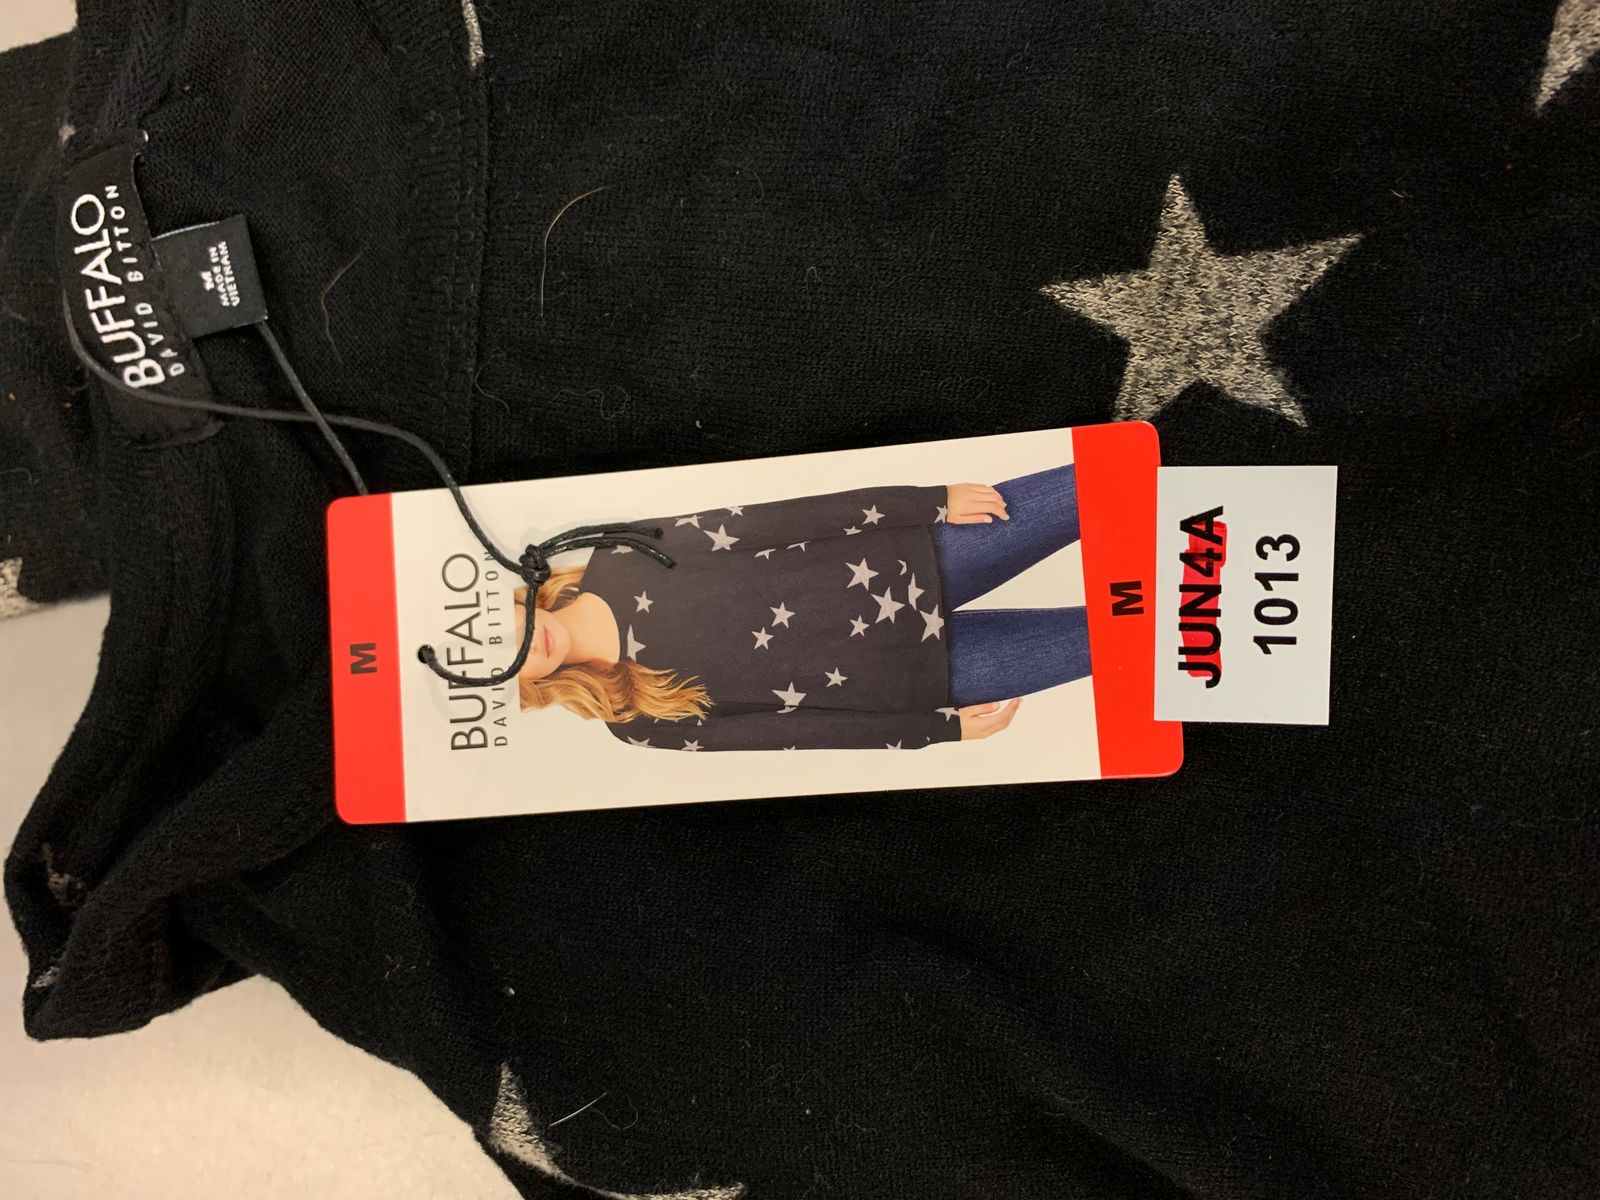 BUFFALO
DAVID BITTON
M
MADE IN
VIETNAM
M
BUFFALO
DAVID BITTON
M
JUN4A
1013